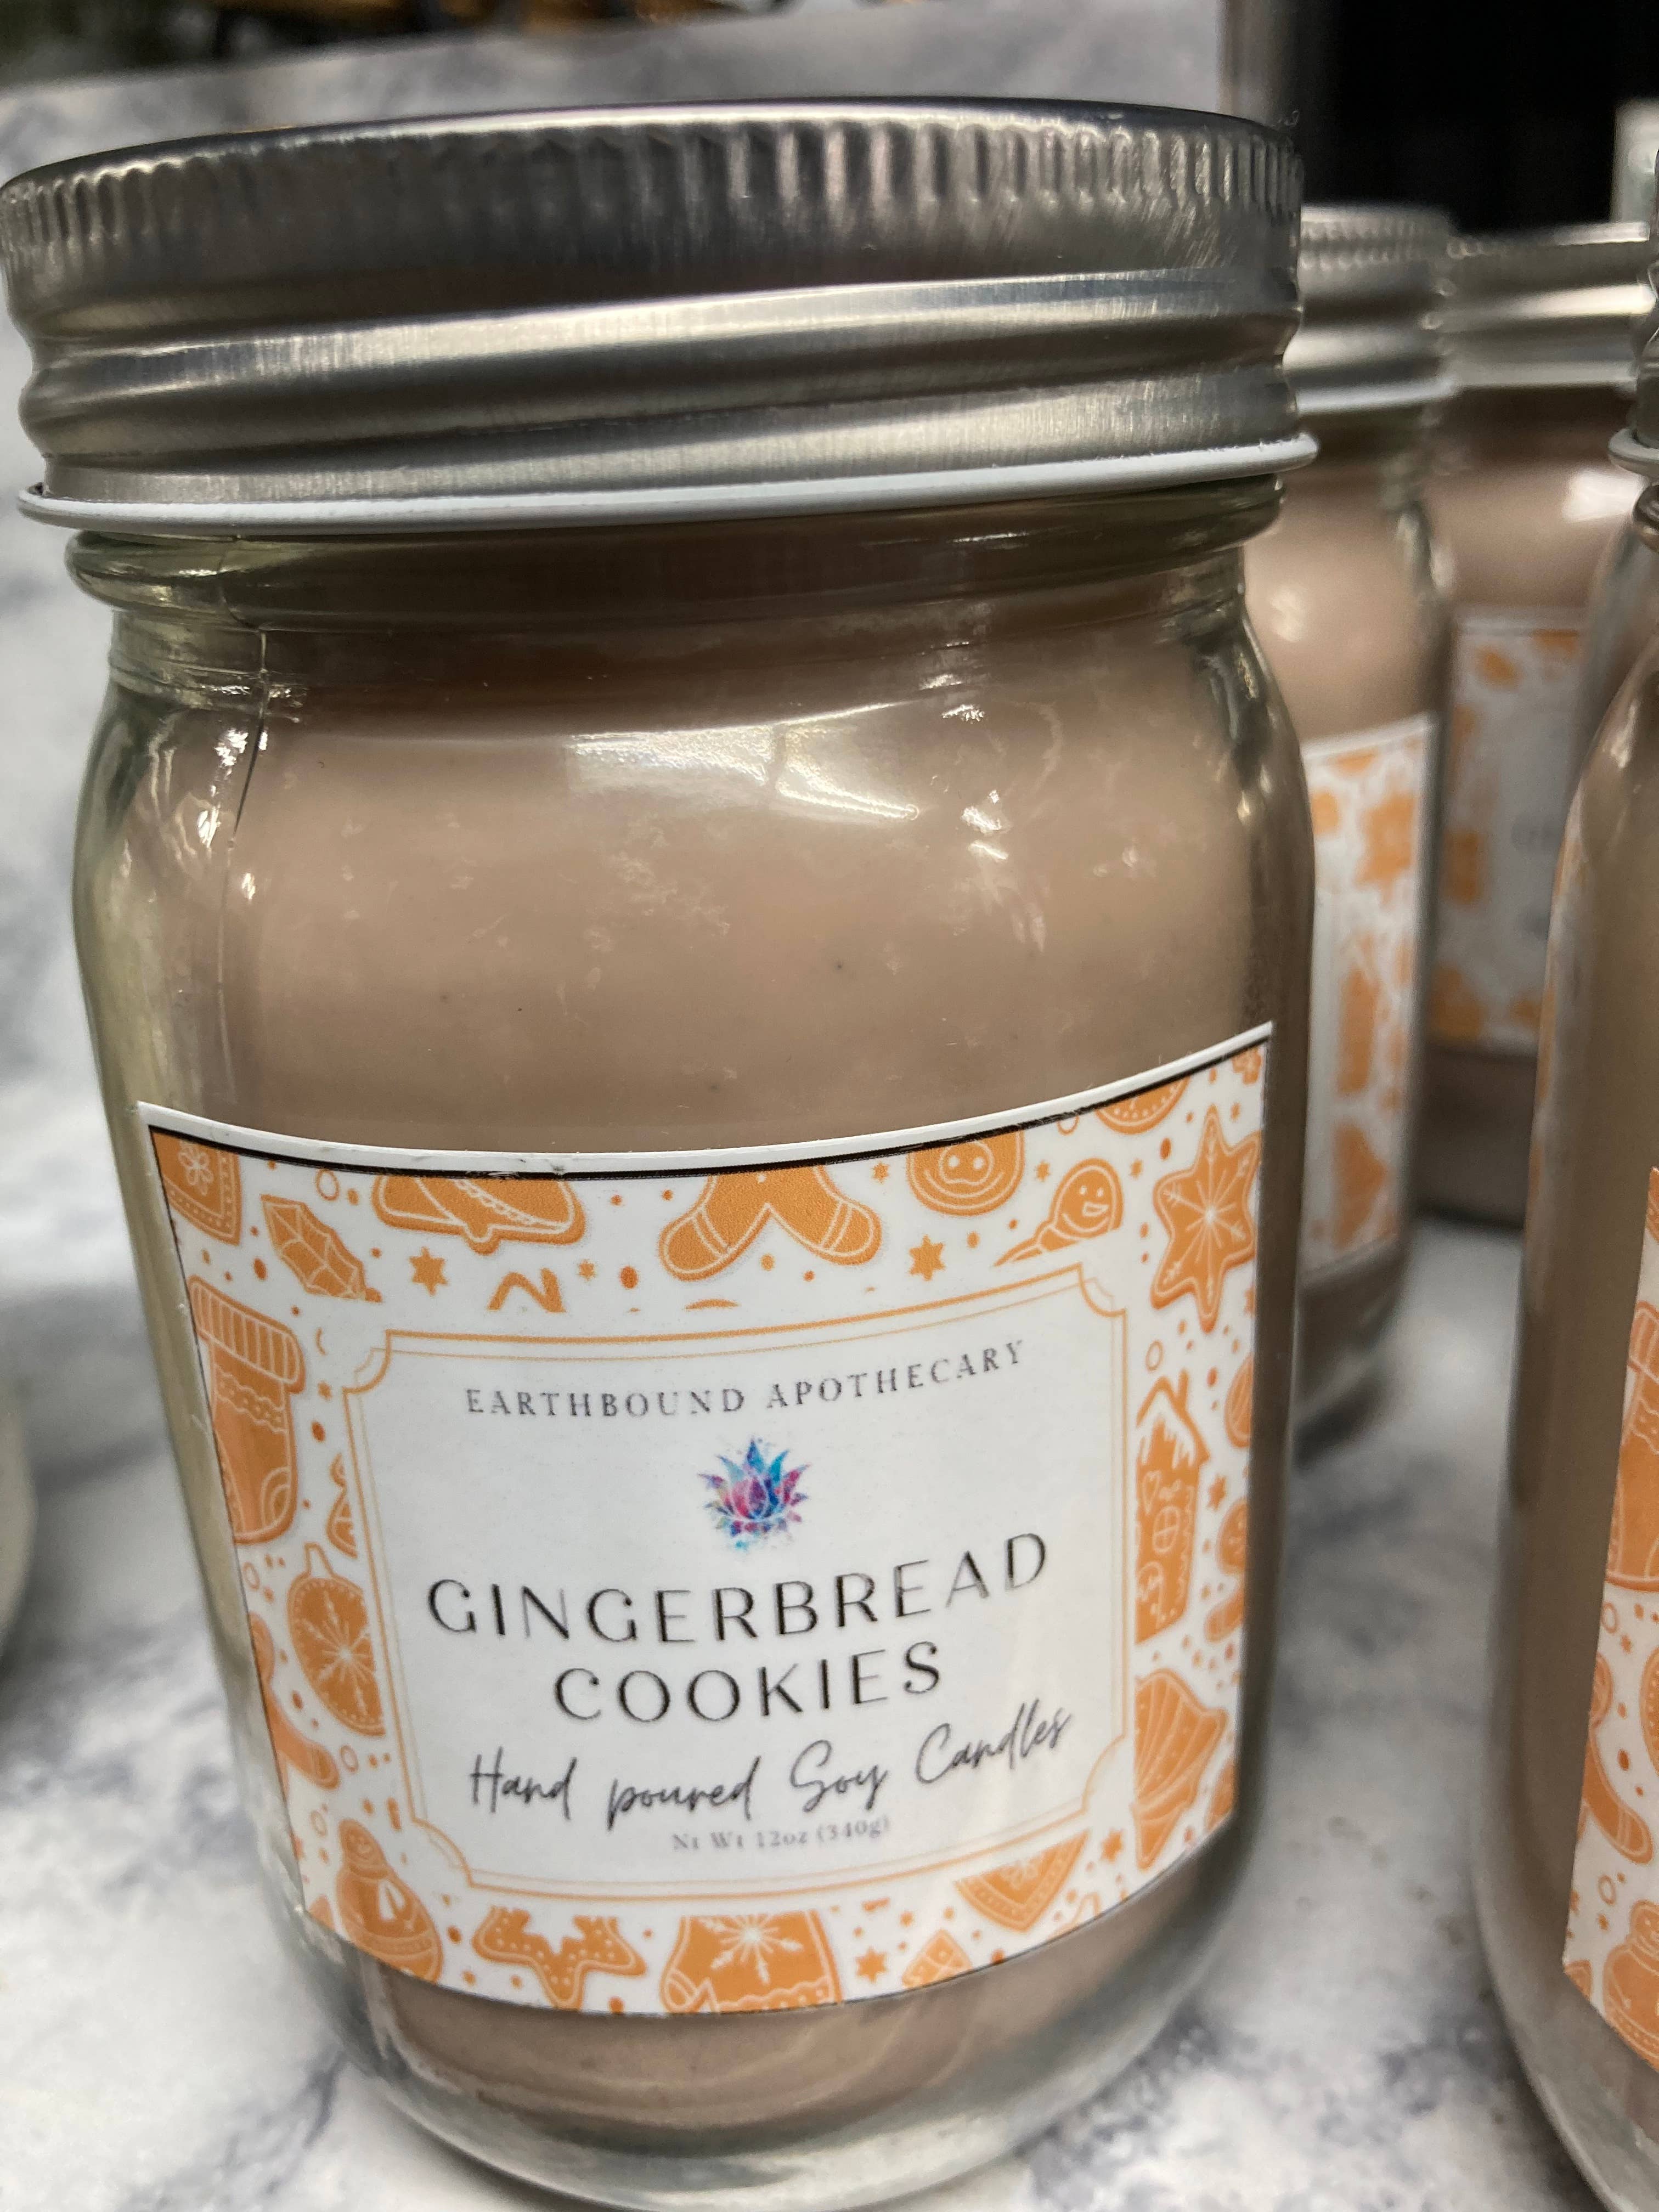 EARTHBOUND APOTHECARY
GINGERBREAD
COOKIES
Hand poured Soy Candles
Nt Wt 12oz (340g)